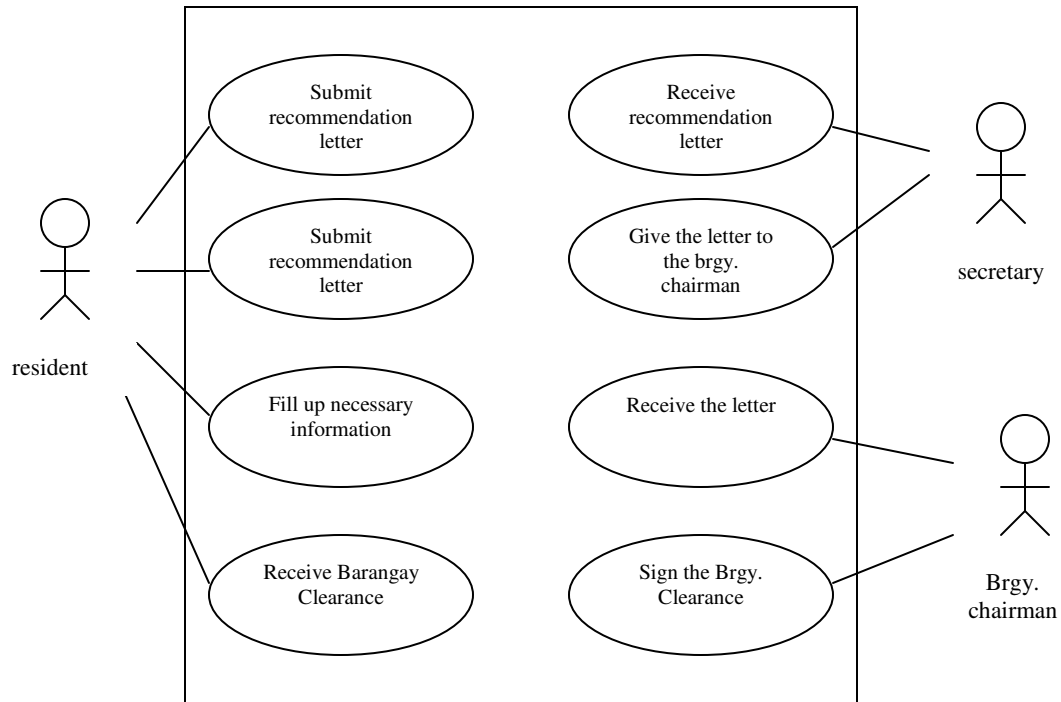 Submit
recommendation
letter
Receive
recommendation
letter
Submit
recommendation
letter
Give the letter to
the brgy.
chairman
secretary
resident
Fill up necessary
information
Receive the letter
Receive Barangay
Clearance
Sign the Brgy.
Clearance
Brgy.
chairman